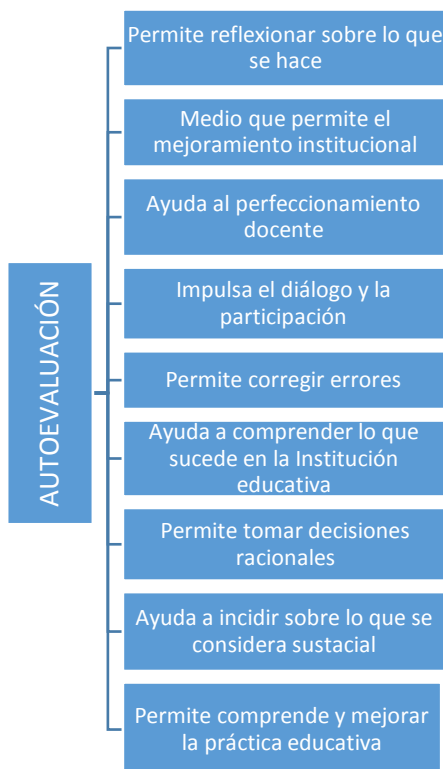 Permite reflexionar sobre lo que
se hace
Medio que permite el
mejoramiento institucional
Ayuda al perfeccionamiento
docente
Impulsa el diálogo y la
participación
AUTOEVALUACIÓN
Permite corregir errores
Ayuda a comprender lo que
sucede en la Institución
educativa
Permite tomar decisiones
racionales
Ayuda a incidir sobre lo que se
considera sustacial
Permite comprende y mejorar
la práctica educativa